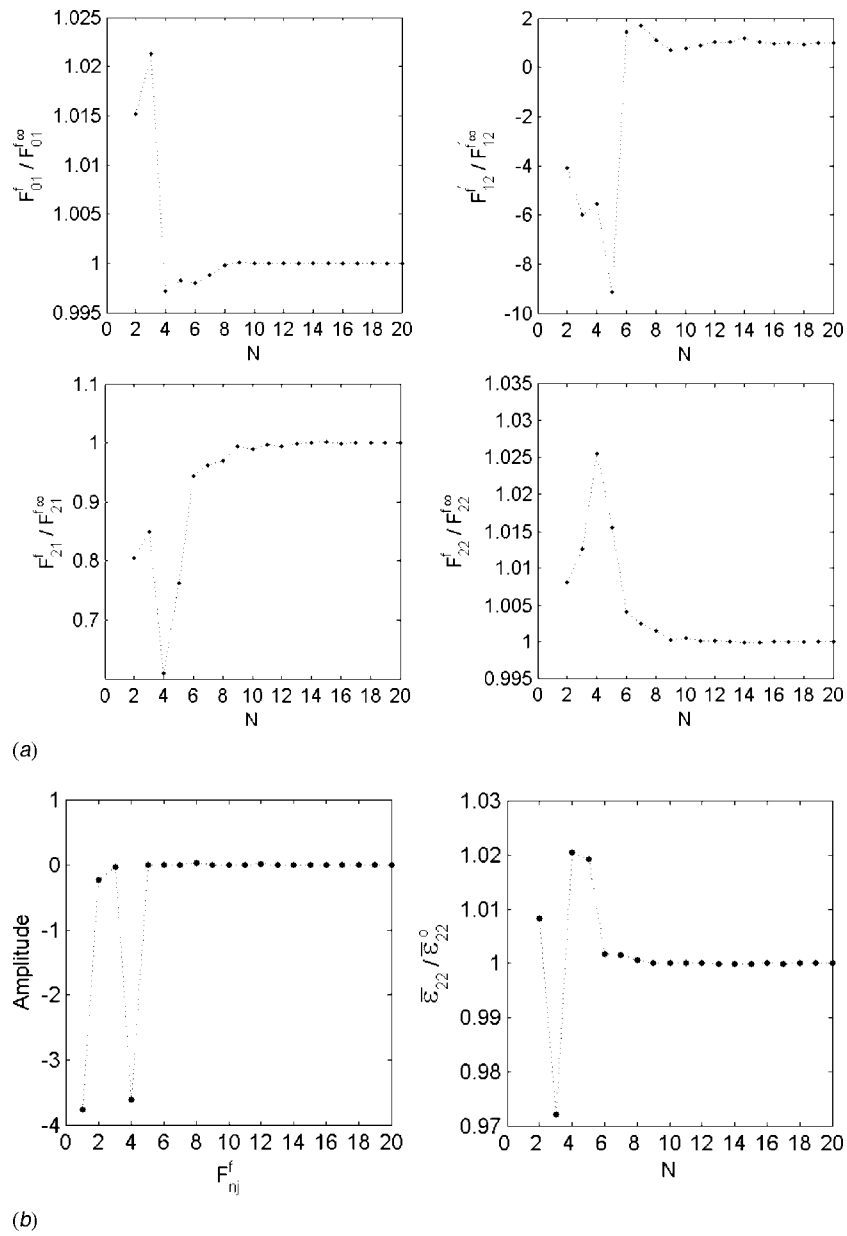 1.025
1.02
1.015
1.01
1.005
1
0.995
F^f_01 / F^f∞_01
0 2 4 6 8 10 12 14 16 18 20
N
2
0
-2
-4
-6
-8
-10
F^f_12 / F^f∞_12
0 2 4 6 8 10 12 14 16 18 20
N
1.1
1
0.9
0.8
0.7
F^f_21 / F^f∞_21
0 2 4 6 8 10 12 14 16 18 20
N
1.035
1.03
1.025
1.02
1.015
1.01
1.005
1
0.995
F^f_22 / F^f∞_22
0 2 4 6 8 10 12 14 16 18 20
N
(a)
1
0
-1
-2
-3
-4
Amplitude
0 2 4 6 8 10 12 14 16 18 20
F^f_nj
1.03
1.02
1.01
1
0.99
0.98
0.97
ε̅_22 / ε̅^o_22
0 2 4 6 8 10 12 14 16 18 20
N
(b)